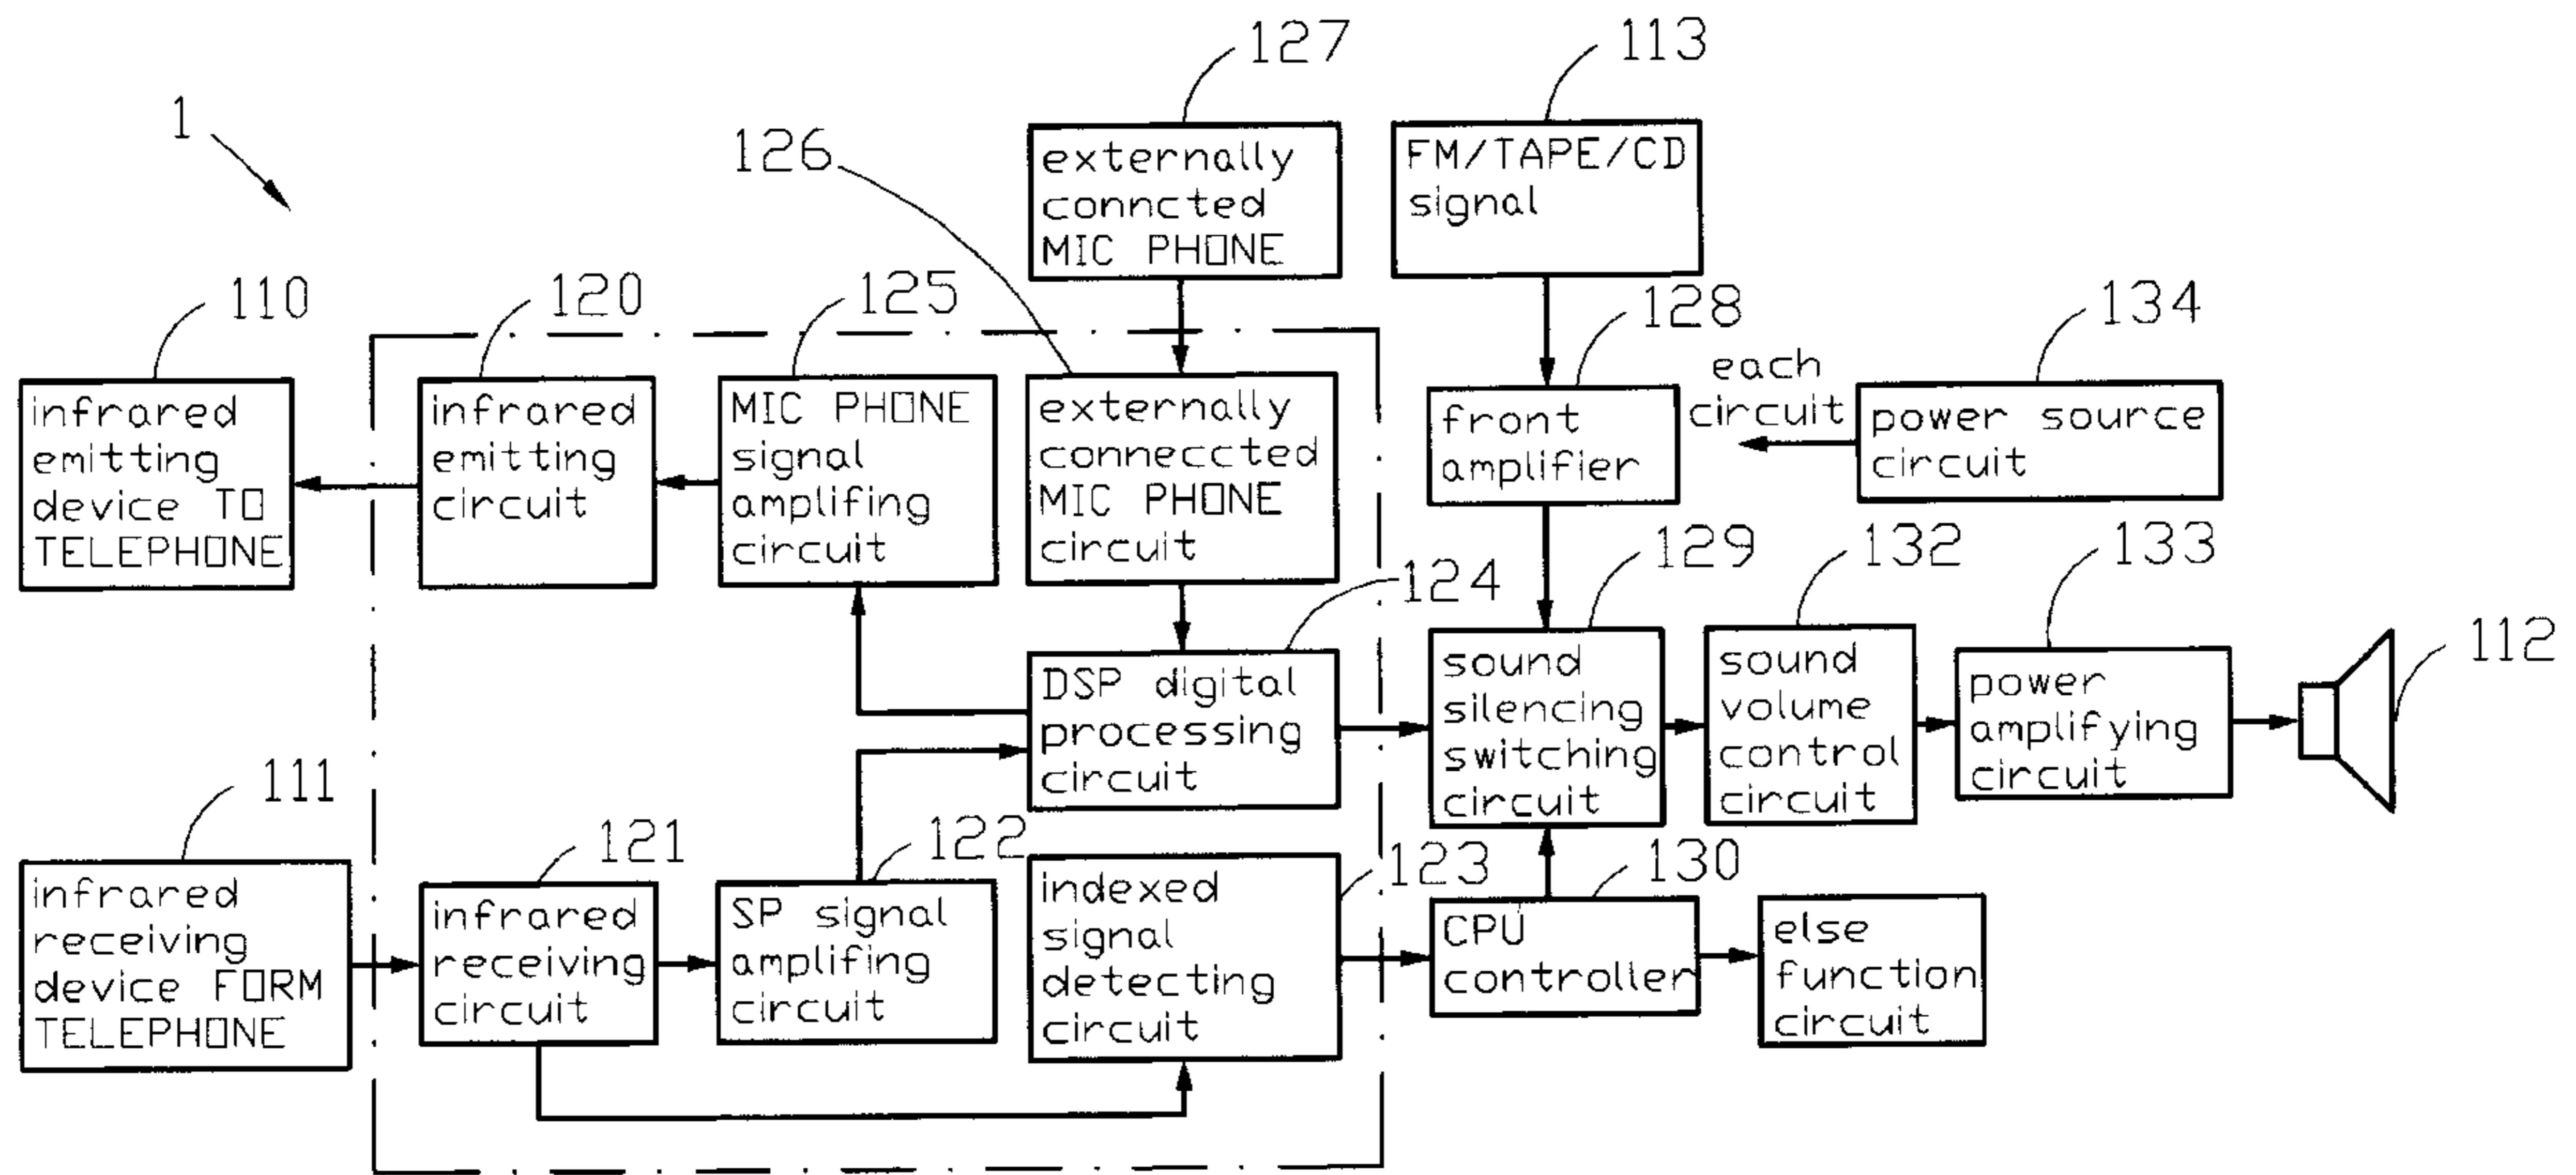 127
113
1
126
externally
conncted
MIC PHONE
FM/TAPE/CD
signal
110
120
125
128
134
infrared
emitting
device TO
TELEPHONE
infrared
emitting
circuit
MIC PHONE
signal
amplifing
circuit
externally
conneccted
MIC PHONE
circuit
front
amplifier
each
circuit
power source
circuit
124
129
132
133
112
DSP digital
processing
circuit
sound
silencing
switching
circuit
sound
volume
control
circuit
power
amplifying
circuit
111
121
122
123
130
infrared
receiving
device FORM
TELEPHONE
infrared
receiving
circuit
SP signal
amplifing
circuit
indexed
signal
detecting
circuit
CPU
controller
else
function
circuit